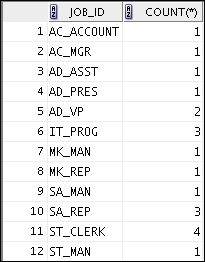 JOB_ID COUNT(*)
1 AC_ACCOUNT 1
2 AC_MGR 1
3 AD_ASST 1
4 AD_PRES 1
5 AD_VP 2
6 IT_PROG 3
7 MK_MAN 1
8 MK_REP 1
9 SA_MAN 1
10 SA_REP 3
11 ST_CLERK 4
12 ST_MAN 1